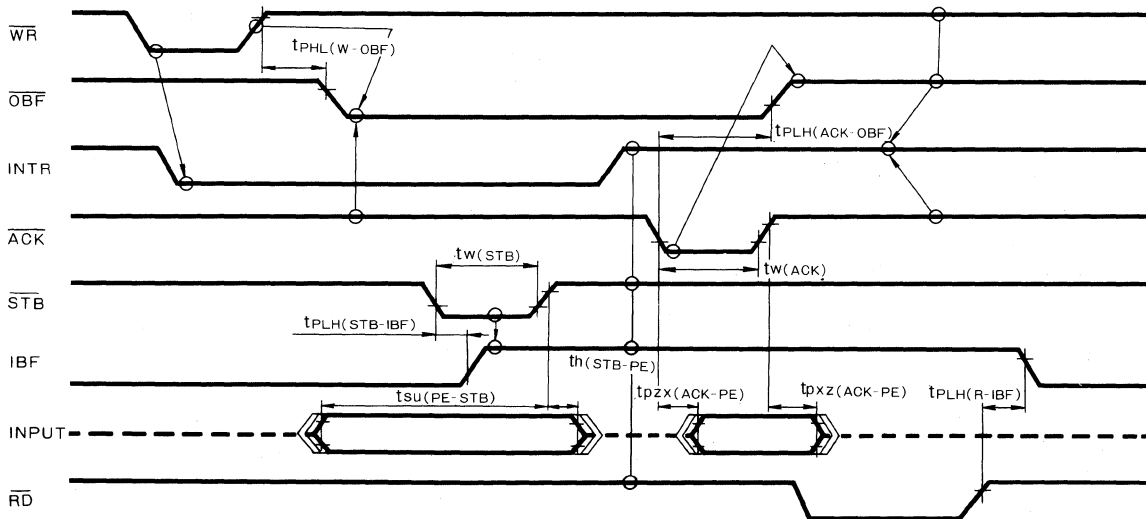 WR
tPHL(W-OBF)
OBF
tPLH(ACK-OBF)
INTR
ACK
tw(STB)
tw(ACK)
STB
tPLH(STB-IBF)
IBF
th(STB-PE)
tsu(PE-STB)
tpzx(ACK-PE)
tpxz(ACK-PE)
tPLH(R-IBF)
INPUT
RD